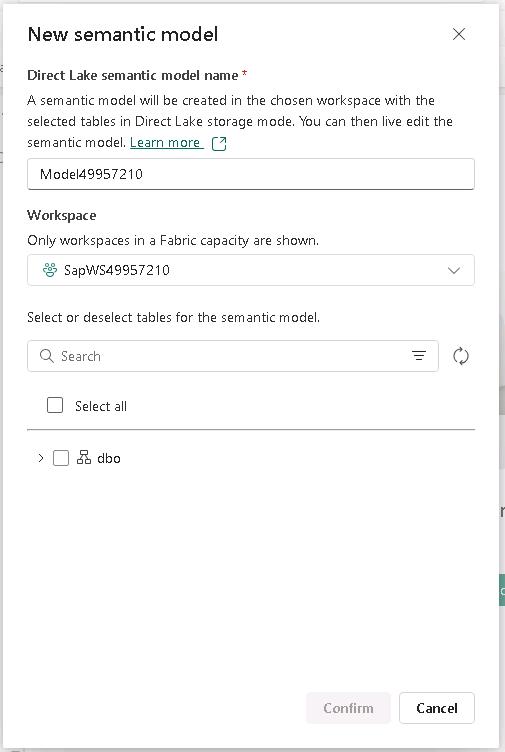 New semantic model
Direct Lake semantic model name *
A semantic model will be created in the chosen workspace with the
selected tables in Direct Lake storage mode. You can then live edit the
semantic model. Learn more
Model49957210
Workspace
Only workspaces in a Fabric capacity are shown.
SapWS49957210
Select or deselect tables for the semantic model.
Search
Select all
dbo
Confirm Cancel